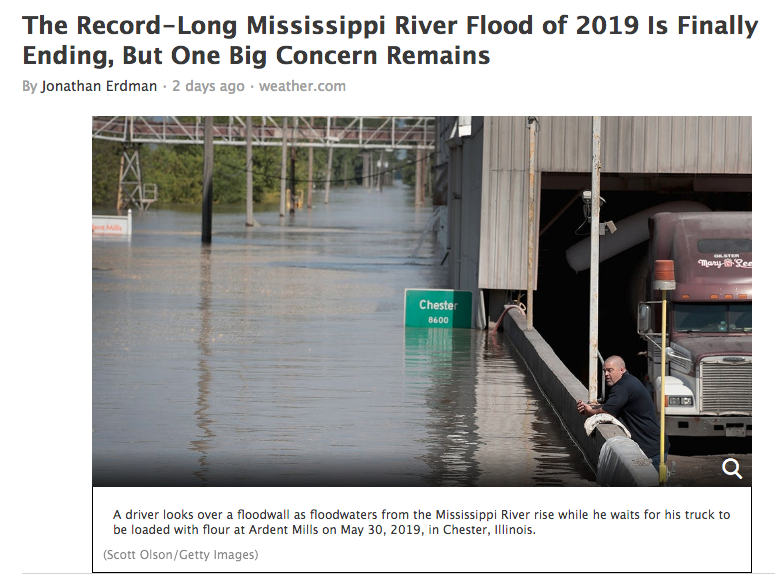 The Record-Long Mississippi River Flood of 2019 Is Finally
Ending, But One Big Concern Remains
By Jonathan Erdman · 2 days ago · weather.com
Mills
Chester
8600
GILSTER
Mary Lee
A driver looks over a floodwall as floodwaters from the Mississippi River rise while he waits for his truck to
be loaded with flour at Ardent Mills on May 30, 2019, in Chester, Illinois.
(Scott Olson/Getty Images)